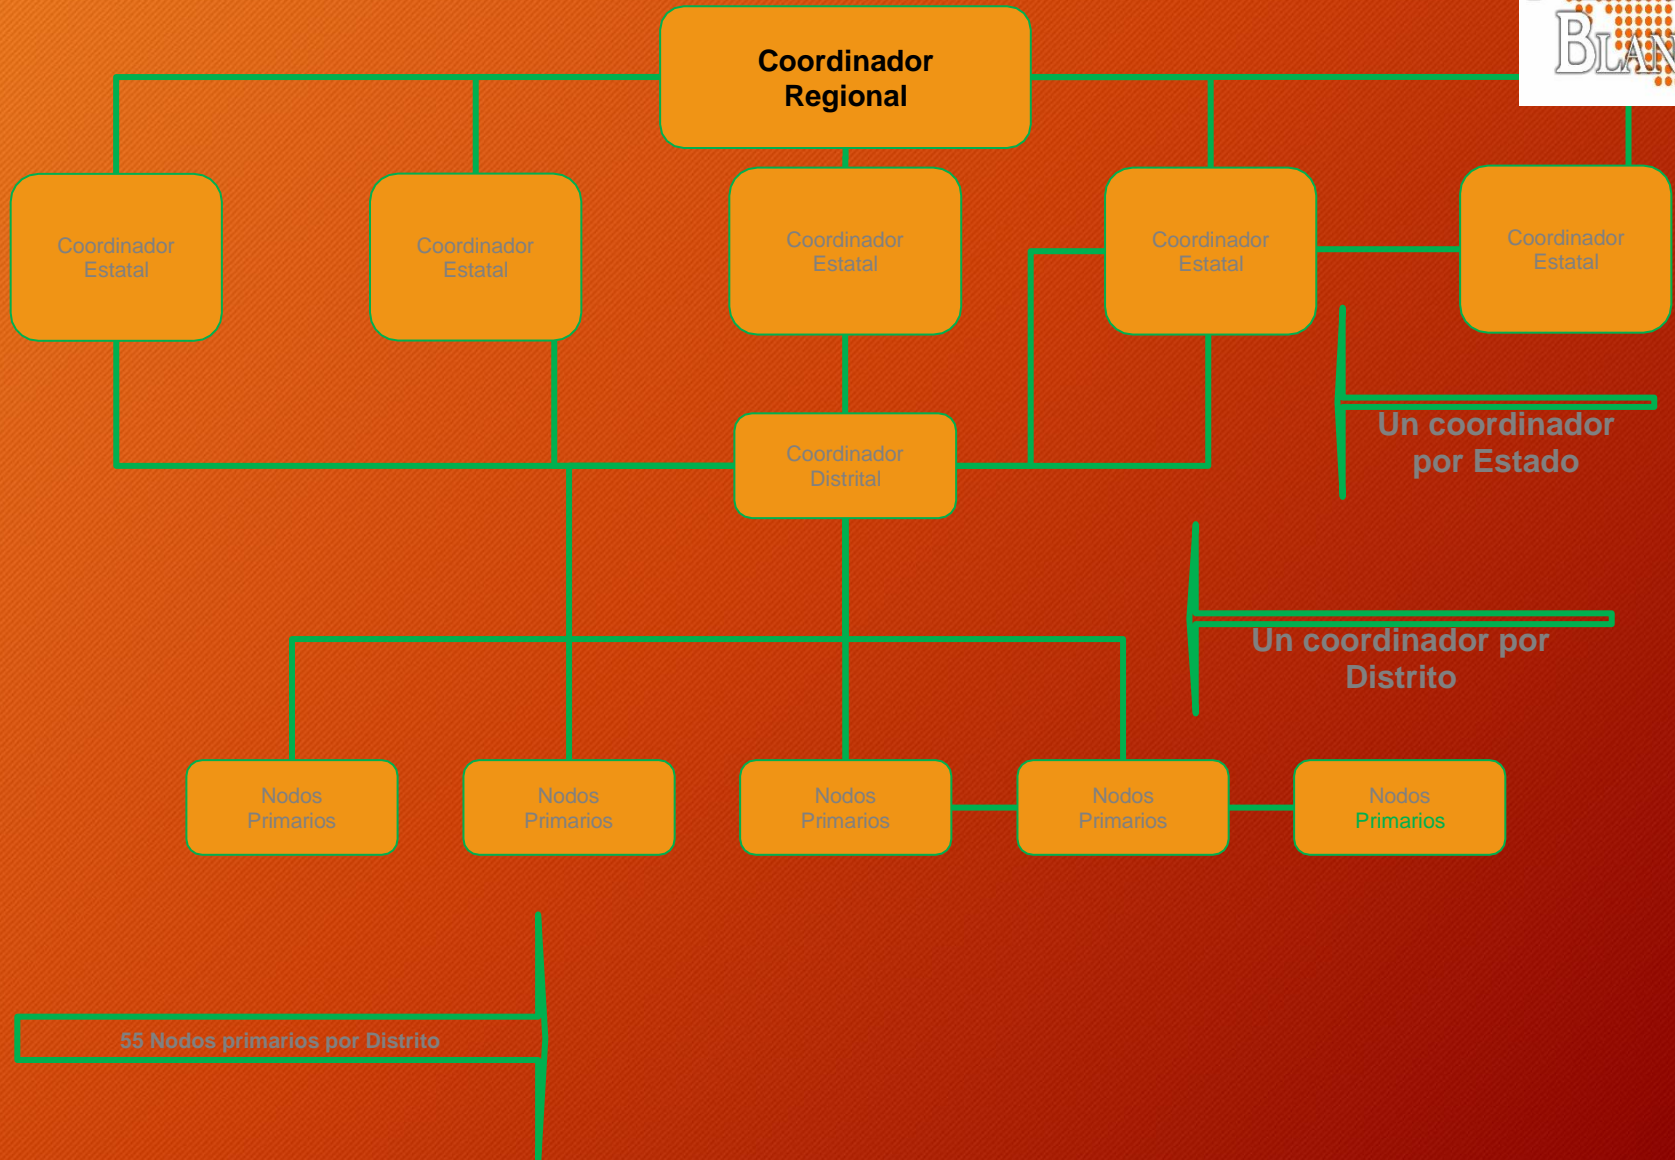 BLAN
Coordinador
Regional
Coordinador
Estatal
Coordinador
Estatal
Coordinador
Estatal
Coordinador
Estatal
Coordinador
Estatal
Un coordinador
por Estado
Coordinador
Distrital
Un coordinador por
Distrito
Nodos
Primarios
Nodos
Primarios
Nodos
Primarios
Nodos
Primarios
Nodos
Primarios
55 Nodos primarios por Distrito